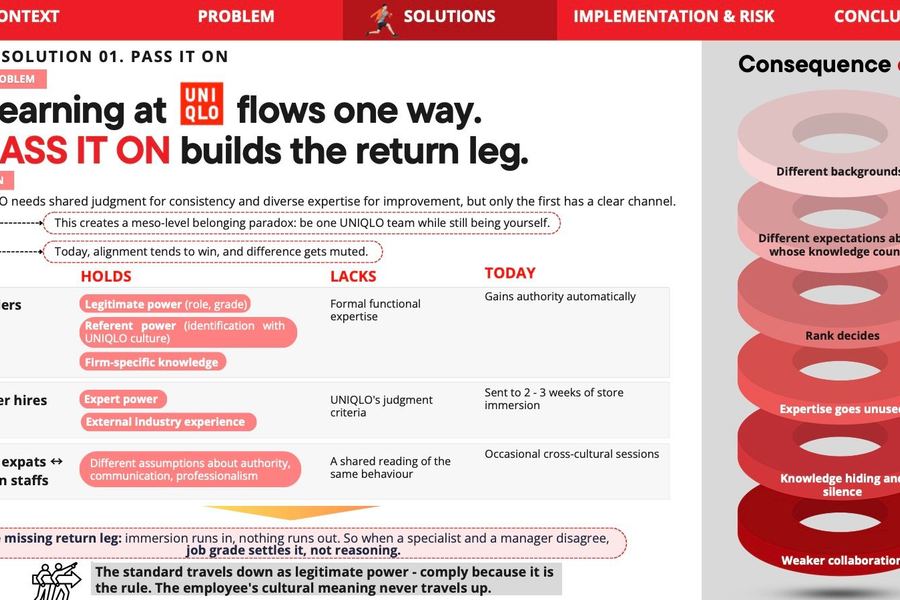 ONTEXT
PROBLEM
SOLUTIONS
IMPLEMENTATION & RISK
CONCLU
SOLUTION 01. PASS IT ON
OBLEM
earning at UNI QLO flows one way.
ASS IT ON builds the return leg.
N
O needs shared judgment for consistency and diverse expertise for improvement, but only the first has a clear channel.
This creates a meso-level belonging paradox: be one UNIQLO team while still being yourself.
Today, alignment tends to win, and difference gets muted.
HOLDS
LACKS
TODAY
ders
Legitimate power (role, grade)
Referent power (identification with
UNIQLO culture)
Firm-specific knowledge
Formal functional
expertise
Gains authority automatically
er hires
Expert power
External industry experience
UNIQLO's judgment
criteria
Sent to 2 - 3 weeks of store
immersion
expats ↔
n staffs
Different assumptions about authority,
communication, professionalism
A shared reading of the
same behaviour
Occasional cross-cultural sessions
e missing return leg: immersion runs in, nothing runs out. So when a specialist and a manager disagree,
job grade settles it, not reasoning.
The standard travels down as legitimate power - comply because it is
the rule. The employee's cultural meaning never travels up.
Consequence
Different backgrounds
Different expectations ab
whose knowledge coun
Rank decides
Expertise goes unused
Knowledge hiding and
silence
Weaker collaboration